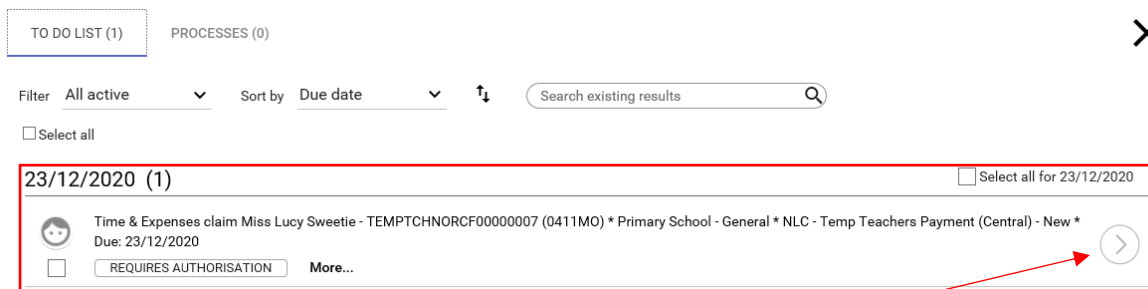 TO DO LIST (1) PROCESSES (0)
Filter All active Sort by Due date Search existing results
Select all
23/12/2020 (1) Select all for 23/12/2020
Time & Expenses claim Miss Lucy Sweetie - TEMPTCHNORCF00000007 (0411MO) * Primary School - General * NLC - Temp Teachers Payment (Central) - New *
Due: 23/12/2020
REQUIRES AUTHORISATION More...